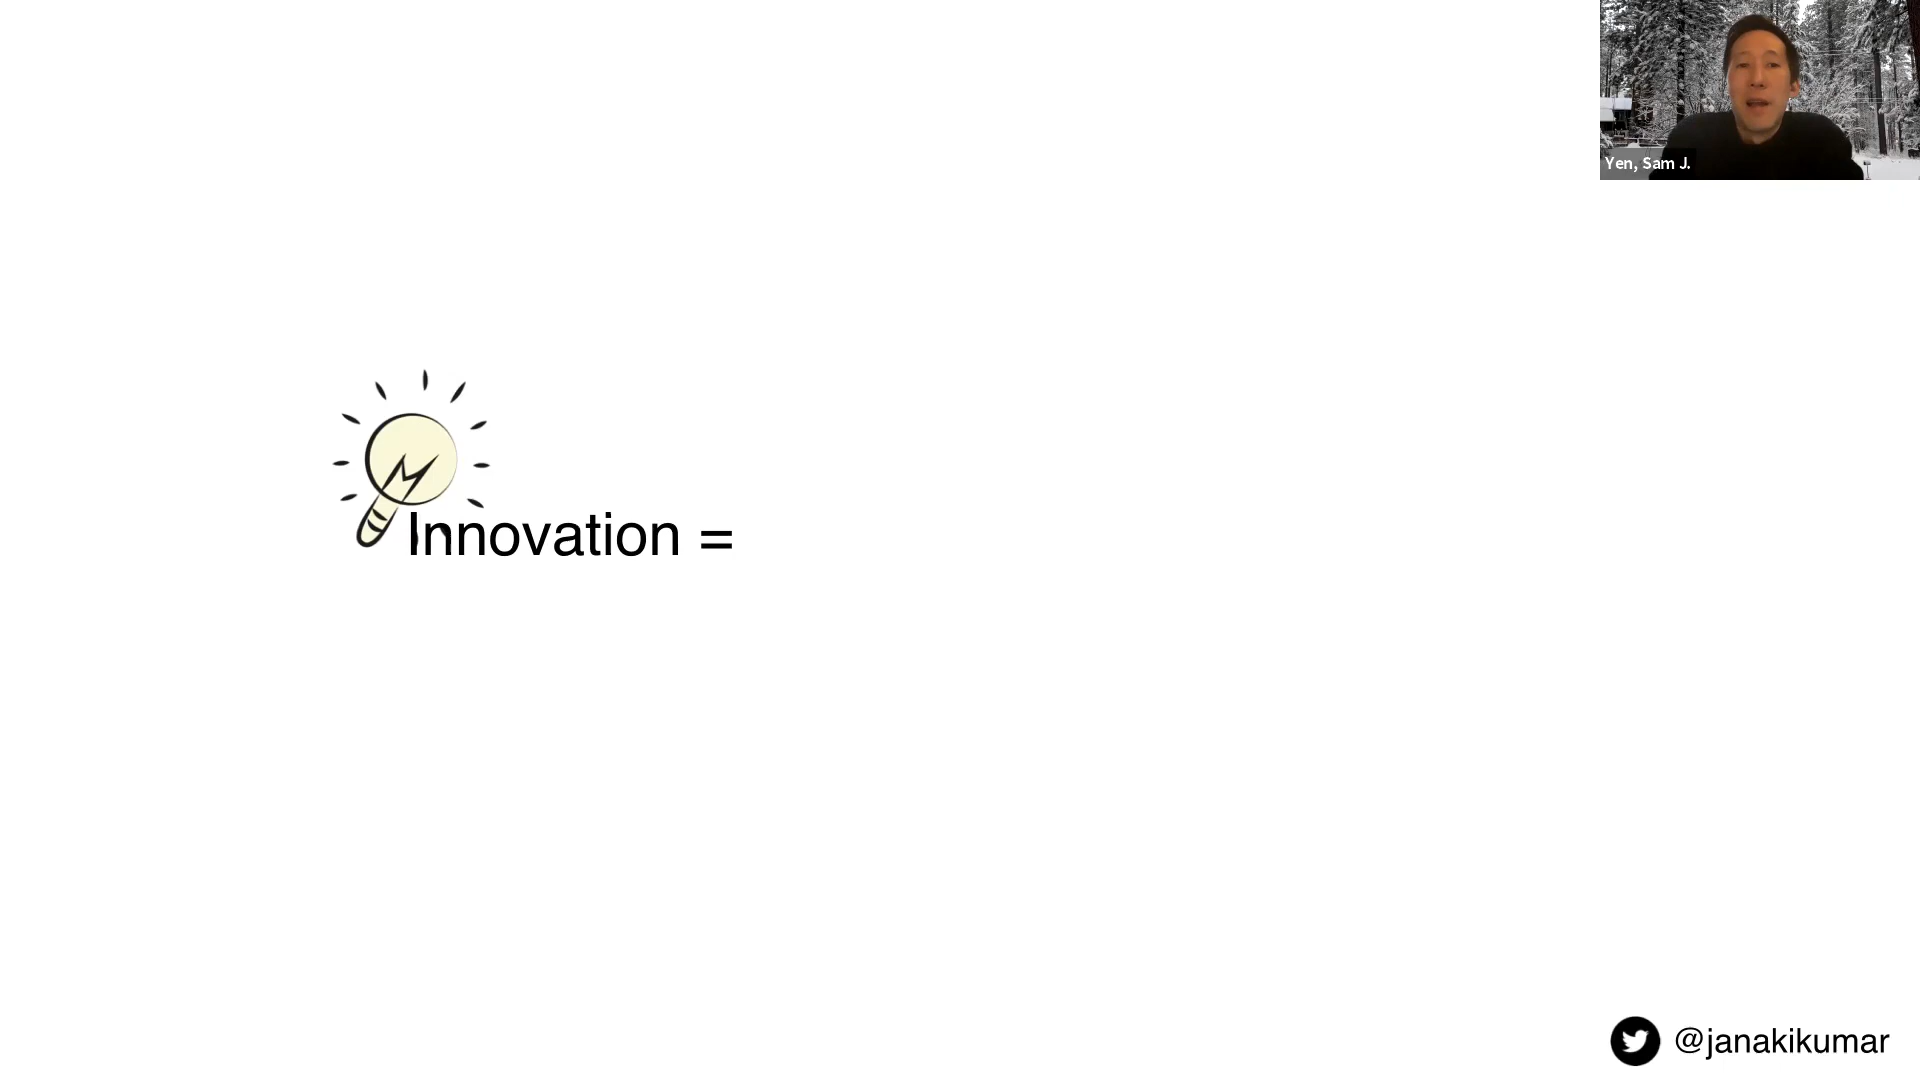 Yen, Sam J.
Innovation =
@janakikumar